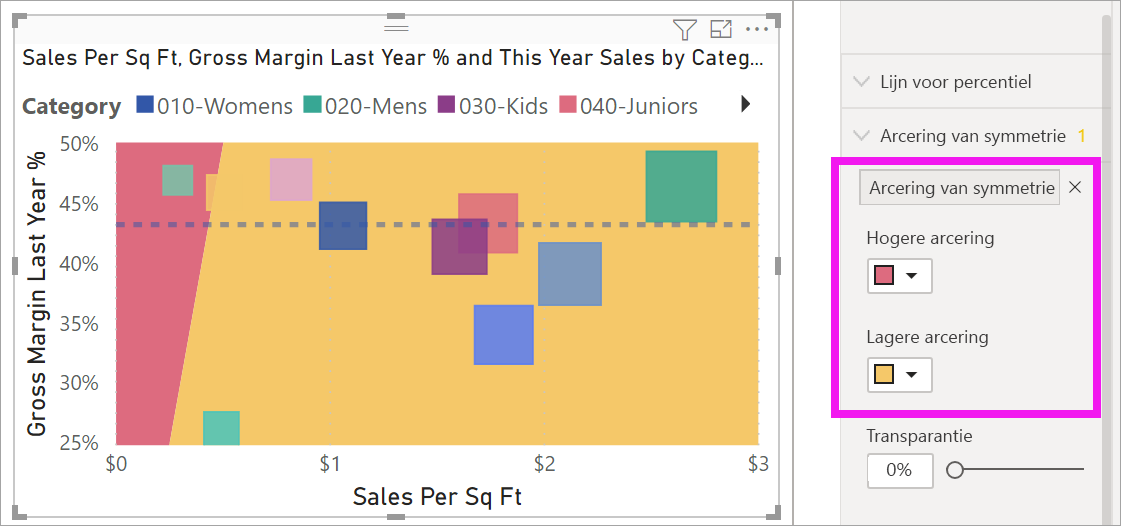 Sales Per Sq Ft, Gross Margin Last Year % and This Year Sales by Categ...
Category 010-Womens 020-Mens 030-Kids 040-Juniors
Gross Margin Last Year %
50%
45%
40%
35%
30%
25%
$0 $1 $2 $3
Sales Per Sq Ft
Lijn voor percentiel
Arcering van symmetrie 1
Arcering van symmetrie
Hogere arcering
Lagere arcering
Transparantie
0%